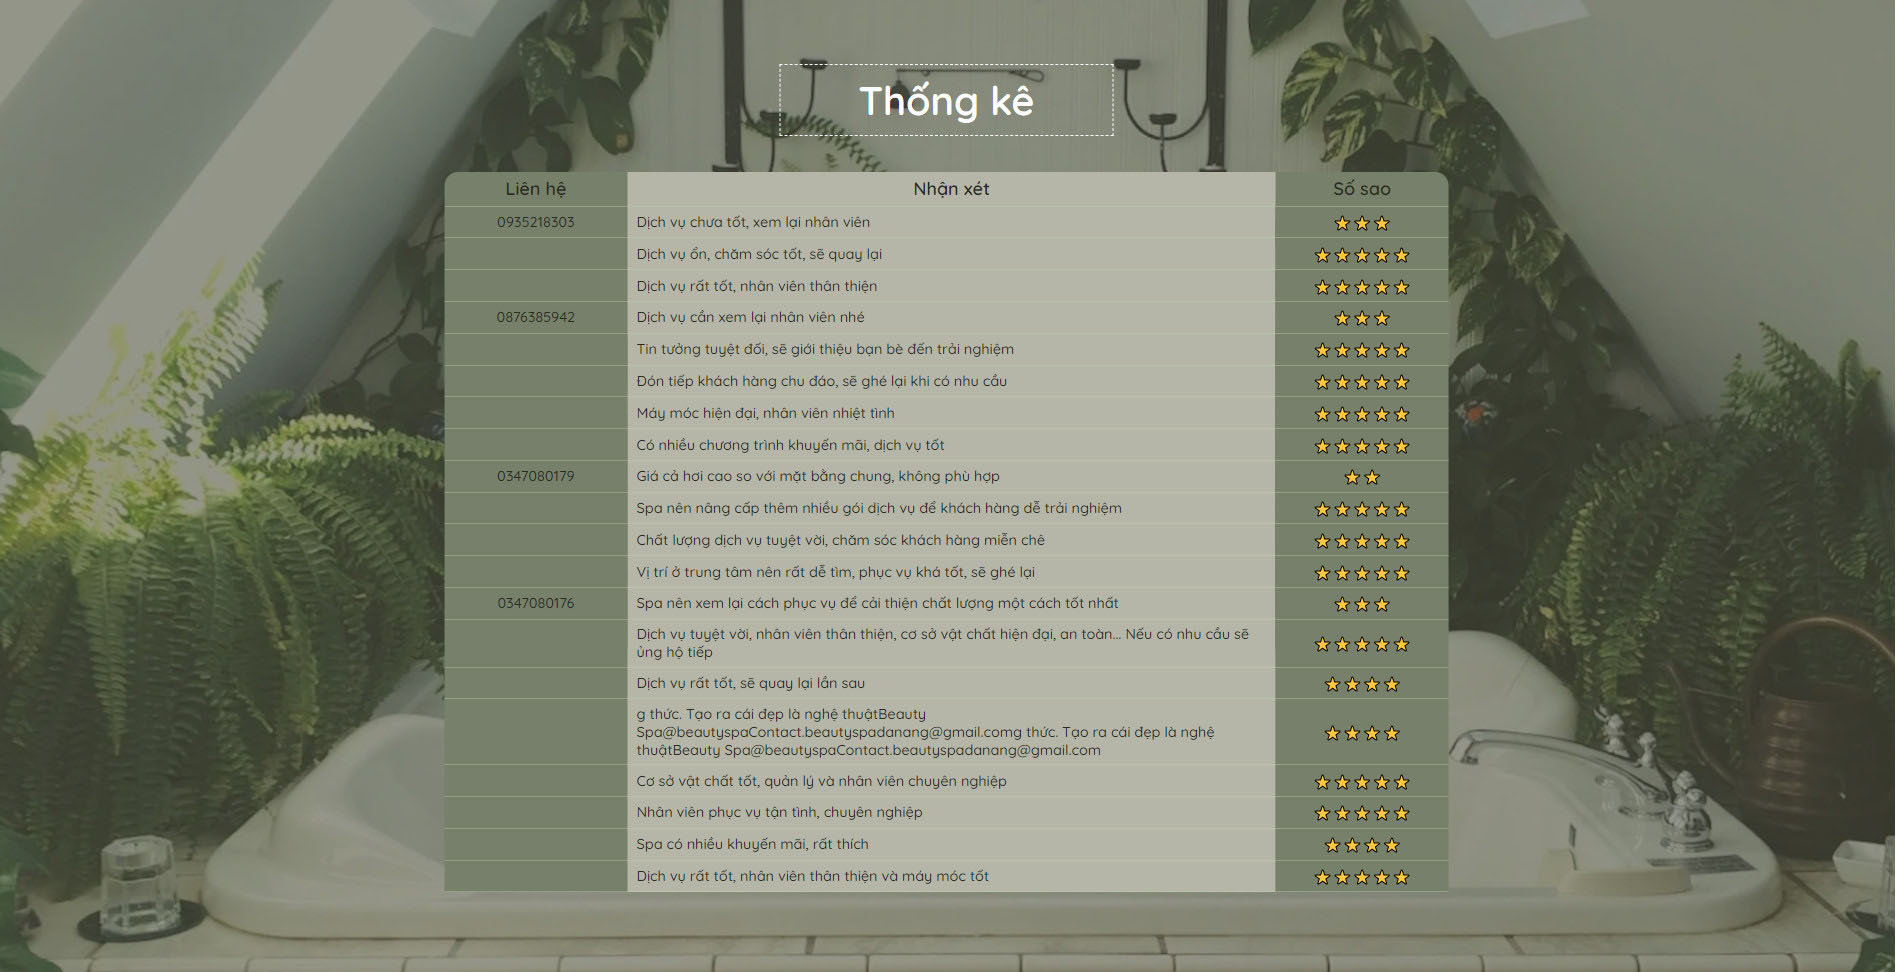 Thống kê
Liên hệ Nhận xét Số sao
0935218303 Dịch vụ chưa tốt, xem lại nhân viên
Dịch vụ ổn, chăm sóc tốt, sẽ quay lại
Dịch vụ rất tốt, nhân viên thân thiện
0876385942 Dịch vụ cần xem lại nhân viên nhé
Tin tưởng tuyệt đối, sẽ giới thiệu bạn bè đến trải nghiệm
Đón tiếp khách hàng chu đáo, sẽ ghé lại khi có nhu cầu
Máy móc hiện đại, nhân viên nhiệt tình
Có nhiều chương trình khuyến mãi, dịch vụ tốt
0347080179 Giá cả hơi cao so với mặt bằng chung, không phù hợp
Spa nên nâng cấp thêm nhiều gói dịch vụ để khách hàng dễ trải nghiệm
Chất lượng dịch vụ tuyệt vời, chăm sóc khách hàng miễn chê
Vị trí ở trung tâm nên rất dễ tìm, phục vụ khá tốt, sẽ ghé lại
0347080176 Spa nên xem lại cách phục vụ để cải thiện chất lượng một cách tốt nhất
Dịch vụ tuyệt vời, nhân viên thân thiện, cơ sở vật chất hiện đại, an toàn... Nếu có nhu cầu sẽ
ủng hộ tiếp
Dịch vụ rất tốt, sẽ quay lại lần sau
g thức. Tạo ra cái đẹp là nghệ thuậtBeauty
Spa@beautyspaContact.beautyspadanang@gmail.comg thức. Tạo ra cái đẹp là nghệ
thuậtBeauty Spa@beautyspaContact.beautyspadanang@gmail.com
Cơ sở vật chất tốt, quản lý và nhân viên chuyên nghiệp
Nhân viên phục vụ tận tình, chuyên nghiệp
Spa có nhiều khuyến mãi, rất thích
Dịch vụ rất tốt, nhân viên thân thiện và máy móc tốt